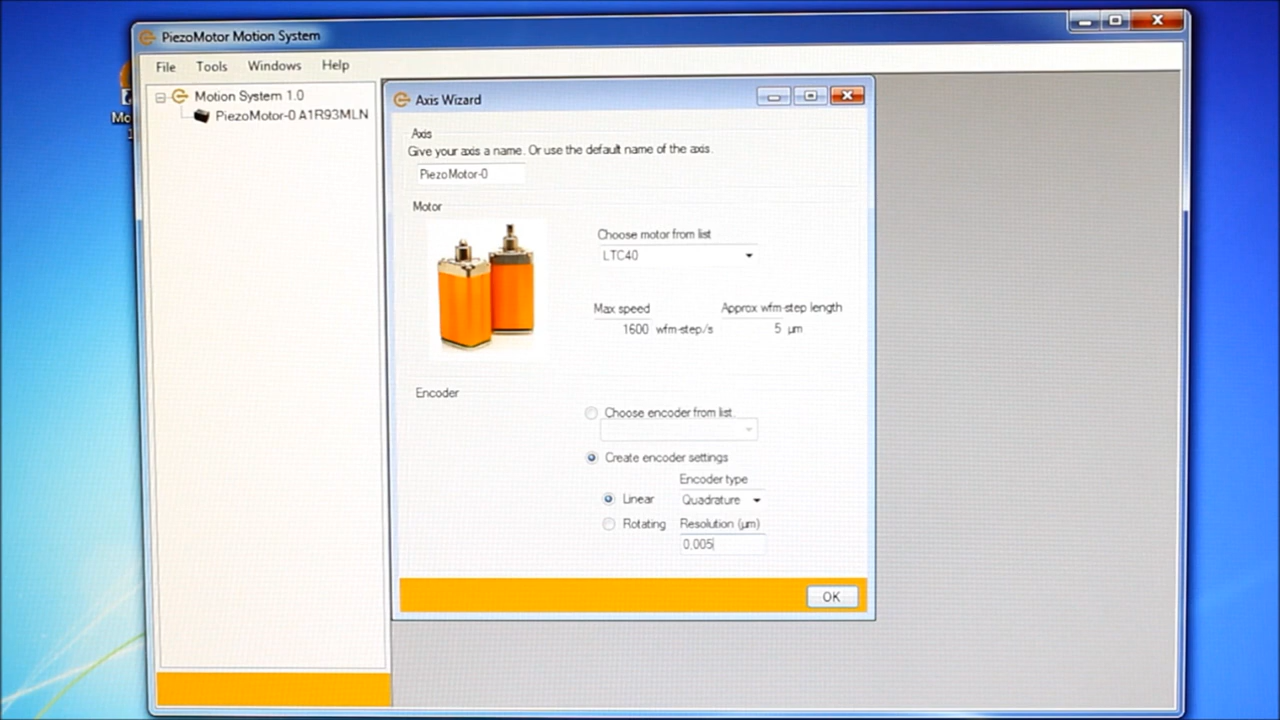 PiezoMotor Motion System
File Tools Windows Help
Motion System 1.0
PiezoMotor-0 A1R93MLN
Mo
1
Axis Wizard
Axis
Give your axis a name. Or use the default name of the axis.
PiezoMotor-0
Motor
Choose motor from list
LTC40
Max speed Approx wfm-step length
1600 wfm-step/s 5 µm
Encoder
Choose encoder from list
Create encoder settings
Encoder type
Linear Quadrature
Rotating Resolution (µm)
0.005
OK